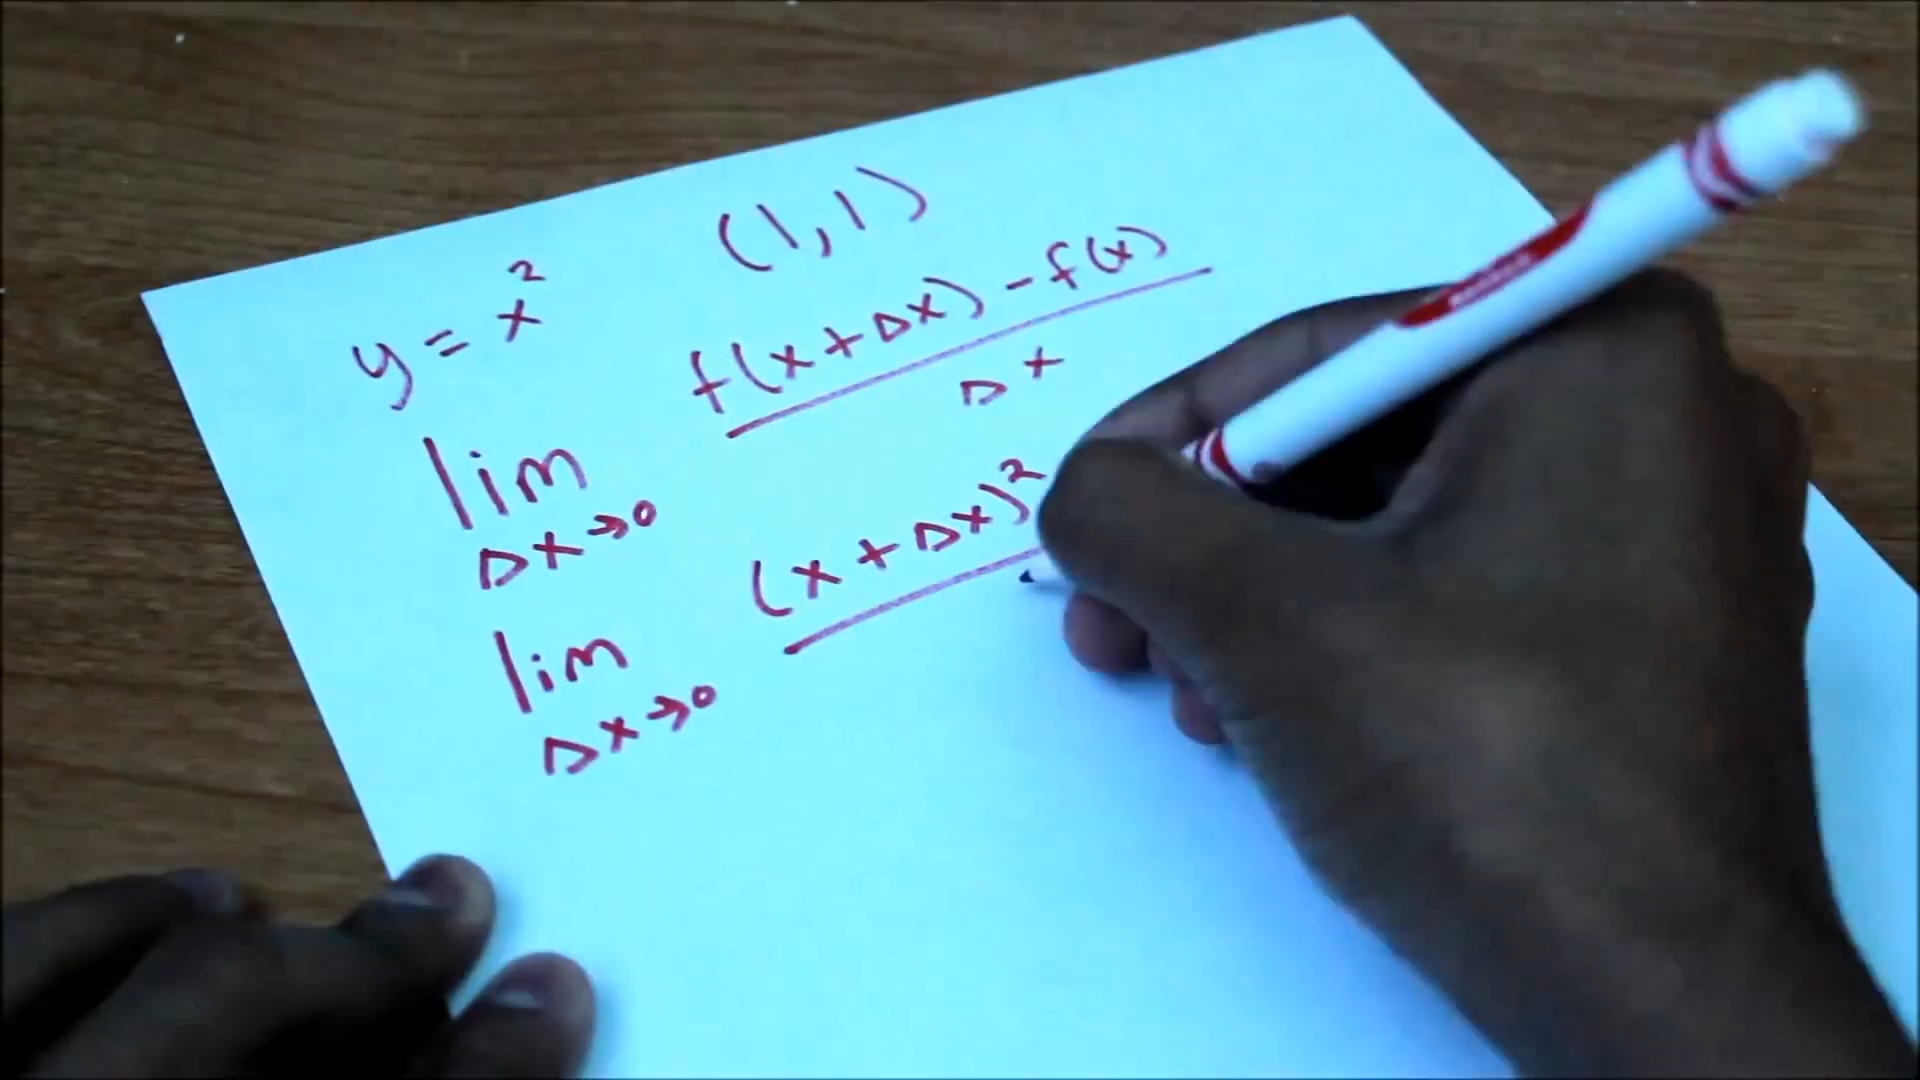 y = x² (1,1)
lim Δx→0 f(x+Δx) - f(x)
Δx
lim Δx→0 (x+Δx)²